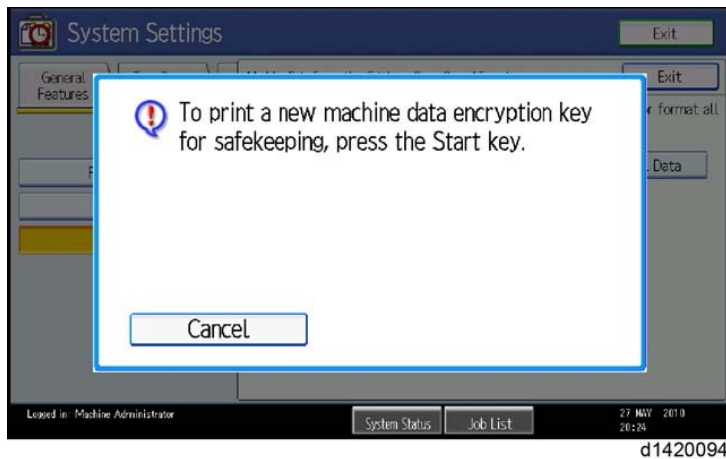 System Settings
Exit
General
Features
Exit
format all
Data
To print a new machine data encryption key
for safekeeping, press the Start key.
Cancel
Logged in: Machine Administrator
System Status
Job List
27 MAY 2010
20:24
d1420094